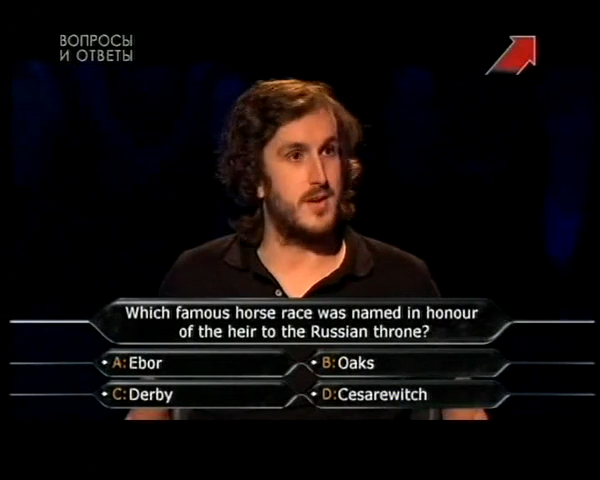 ВОПРОСЫ
И ОТВЕТЫ
Which famous horse race was named in honour
of the heir to the Russian throne?
A: Ebor
B: Oaks
C: Derby
D: Cesarewitch